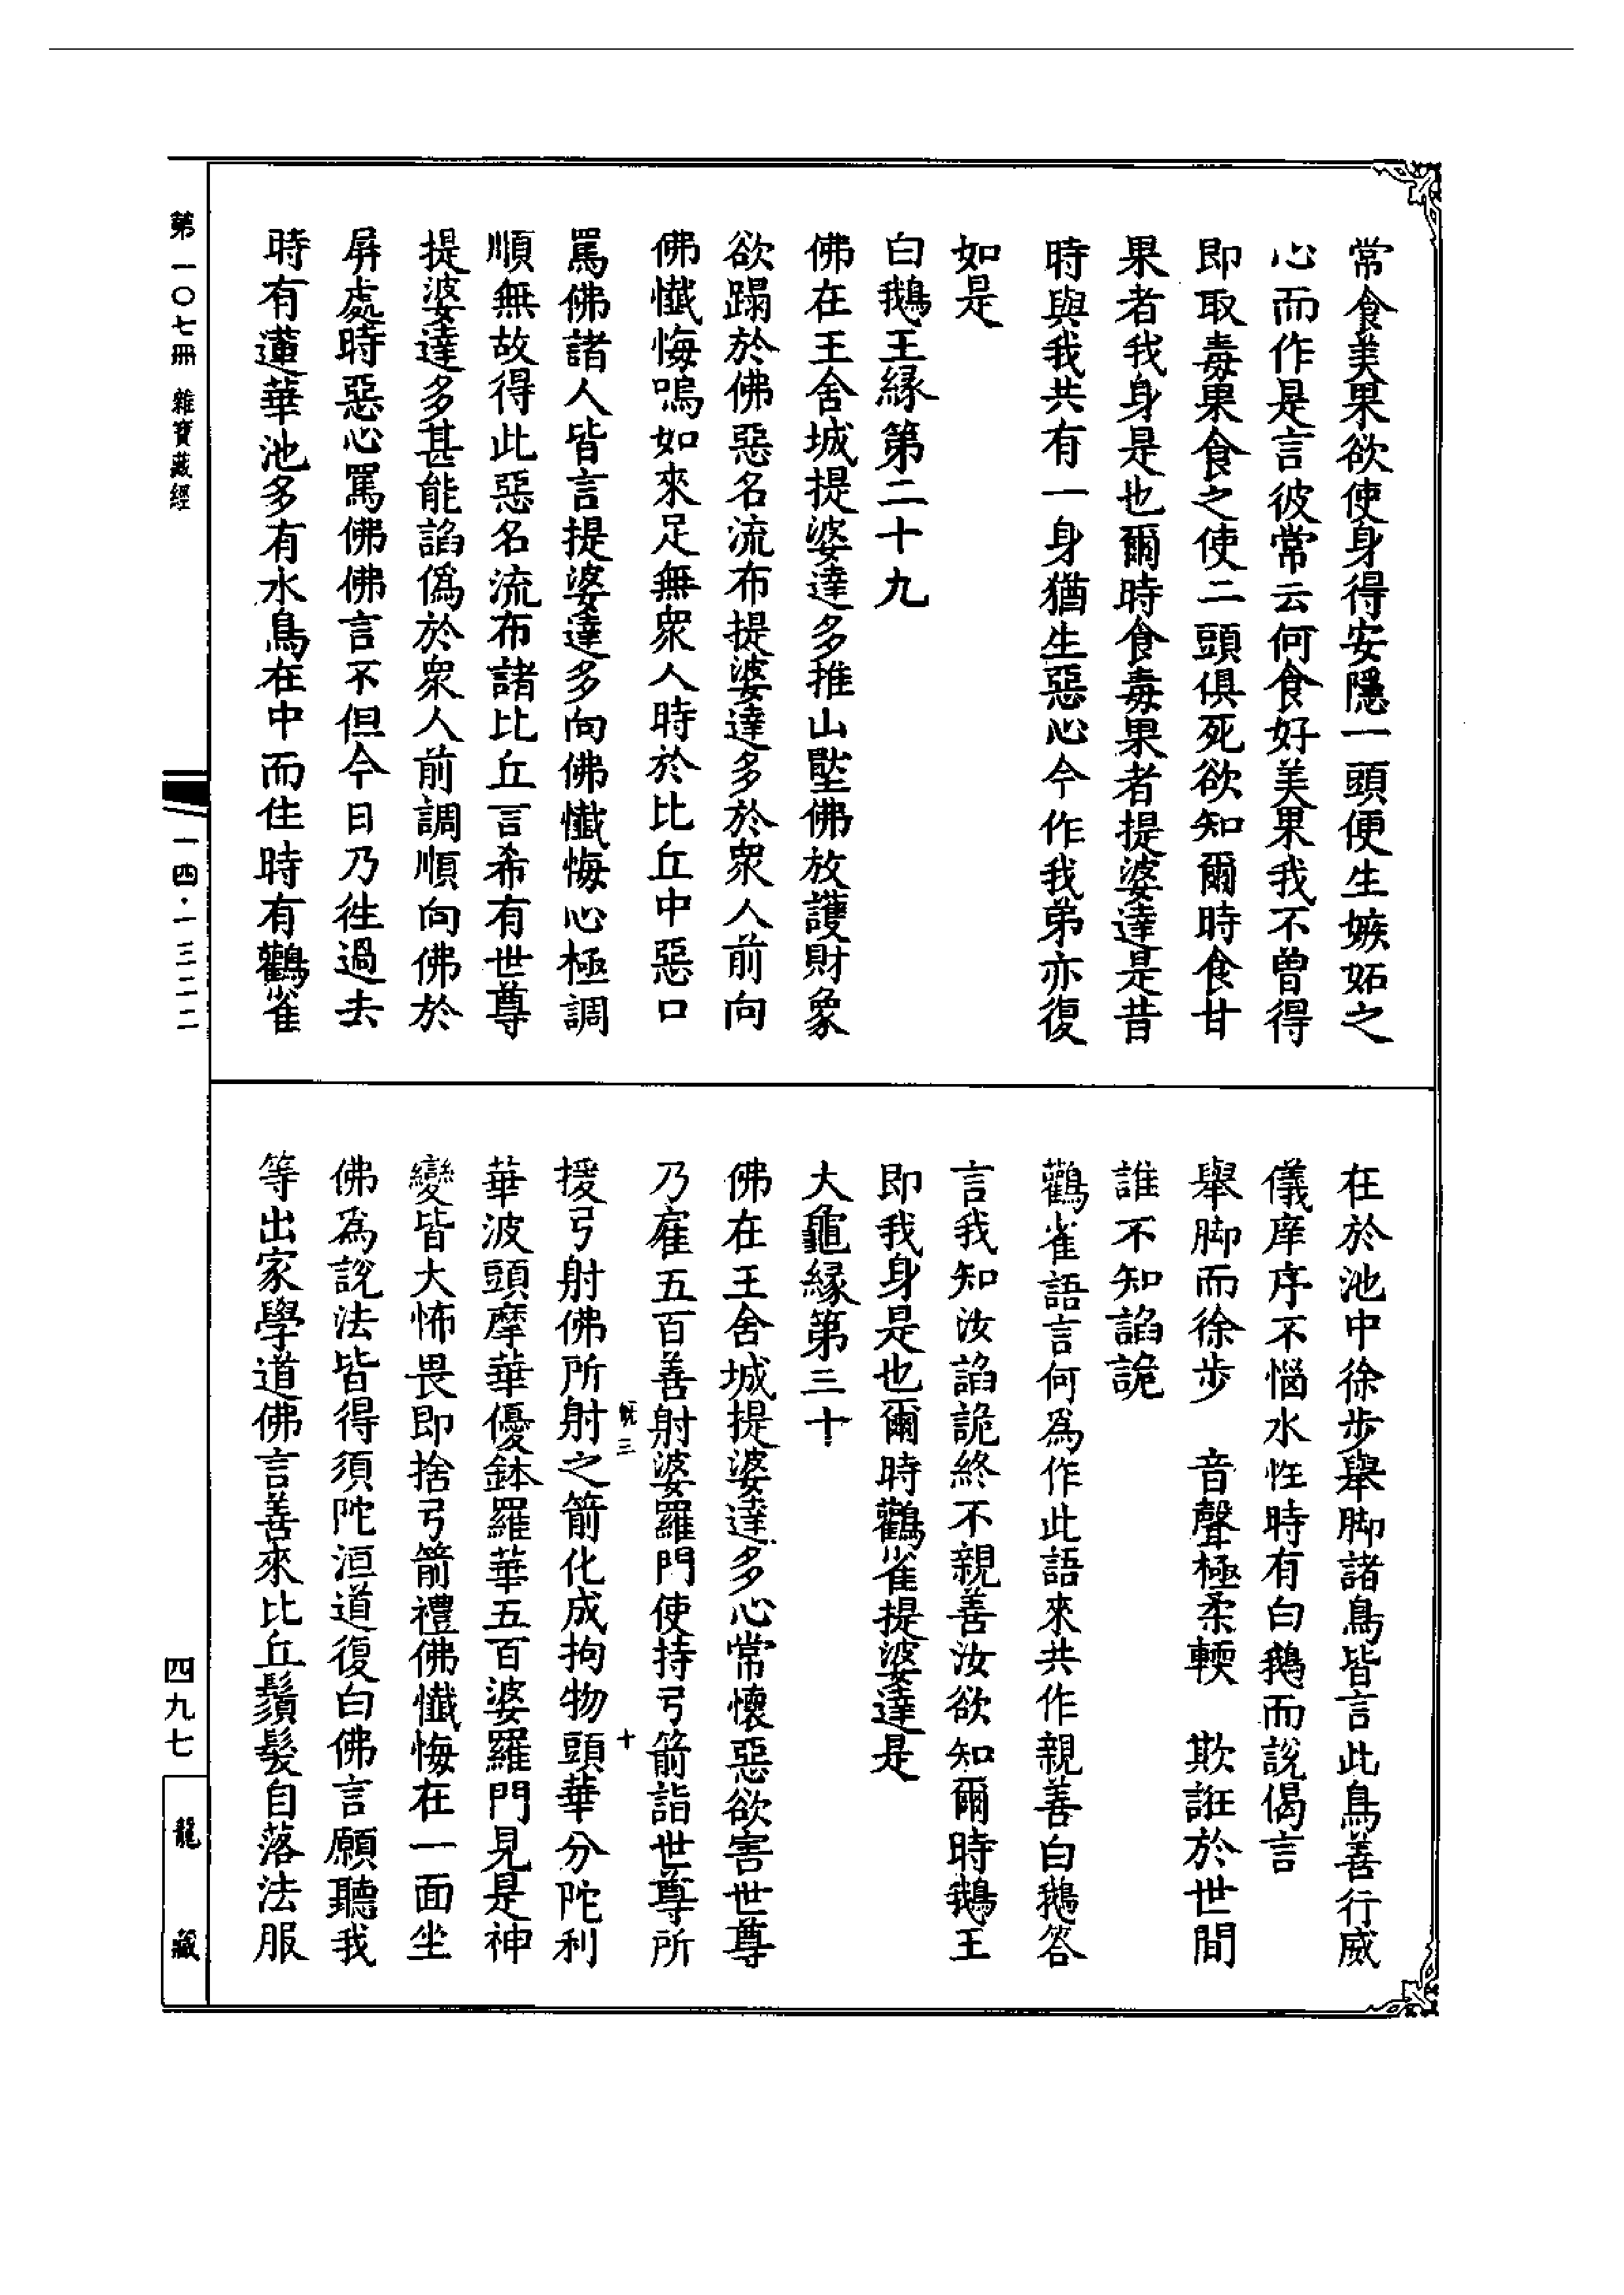 常食美果欲使身得安隱一頭便生嫉妬之
心而作是言彼常云何食好美果我不曾得
即取毒果食之使二頭俱死欲知爾時食甘
果者我身是也爾時食毒果者提婆達是昔
時與我共有一身猶生惡心今作我弟亦復
如是
白鵝王緣第二十九
佛在王舍城提婆達多推山墜佛放護財象
欲蹋於佛惡名流布提婆達多於眾人前向
佛懺悔嗚如來足無眾人時於比丘中惡口
罵佛諸人皆言提婆達多向佛懺悔心極調
順無故得此惡名流布諸比丘言希有世尊
提婆達多甚能諂偽於眾人前調順向佛於
屏處時惡心罵佛佛言不但今日乃往過去
時有蓮華池多有水鳥在中而住時有鸛雀
在於池中徐步舉脚諸鳥皆言此鳥善行威
儀庠序不惱水性時有白鵝而說偈言
舉脚而徐步　音聲極柔輭　欺誑於世間
誰不知諂詭
鸛雀語言何為作此語來共作親善白鵝答
言我知汝諂詭終不親善汝欲知爾時鵝王
即我身是也爾時鸛雀提婆達是
大龜緣第三十
佛在王舍城提婆達多心常懷惡欲害世尊
乃雇五百善射婆羅門使持弓箭詣世尊所
援弓射佛所射之箭化成拘物頭華分陀利
華波頭摩華優鉢羅華五百婆羅門見是神
變皆大怖畏即捨弓箭禮佛懺悔在一面坐
佛為說法皆得須陀洹道復白佛言願聽我
等出家學道佛言善來比丘鬚髮自落法服
三
十
第一〇七冊　雜寶藏經
一四·一三二二
四九七
龍藏